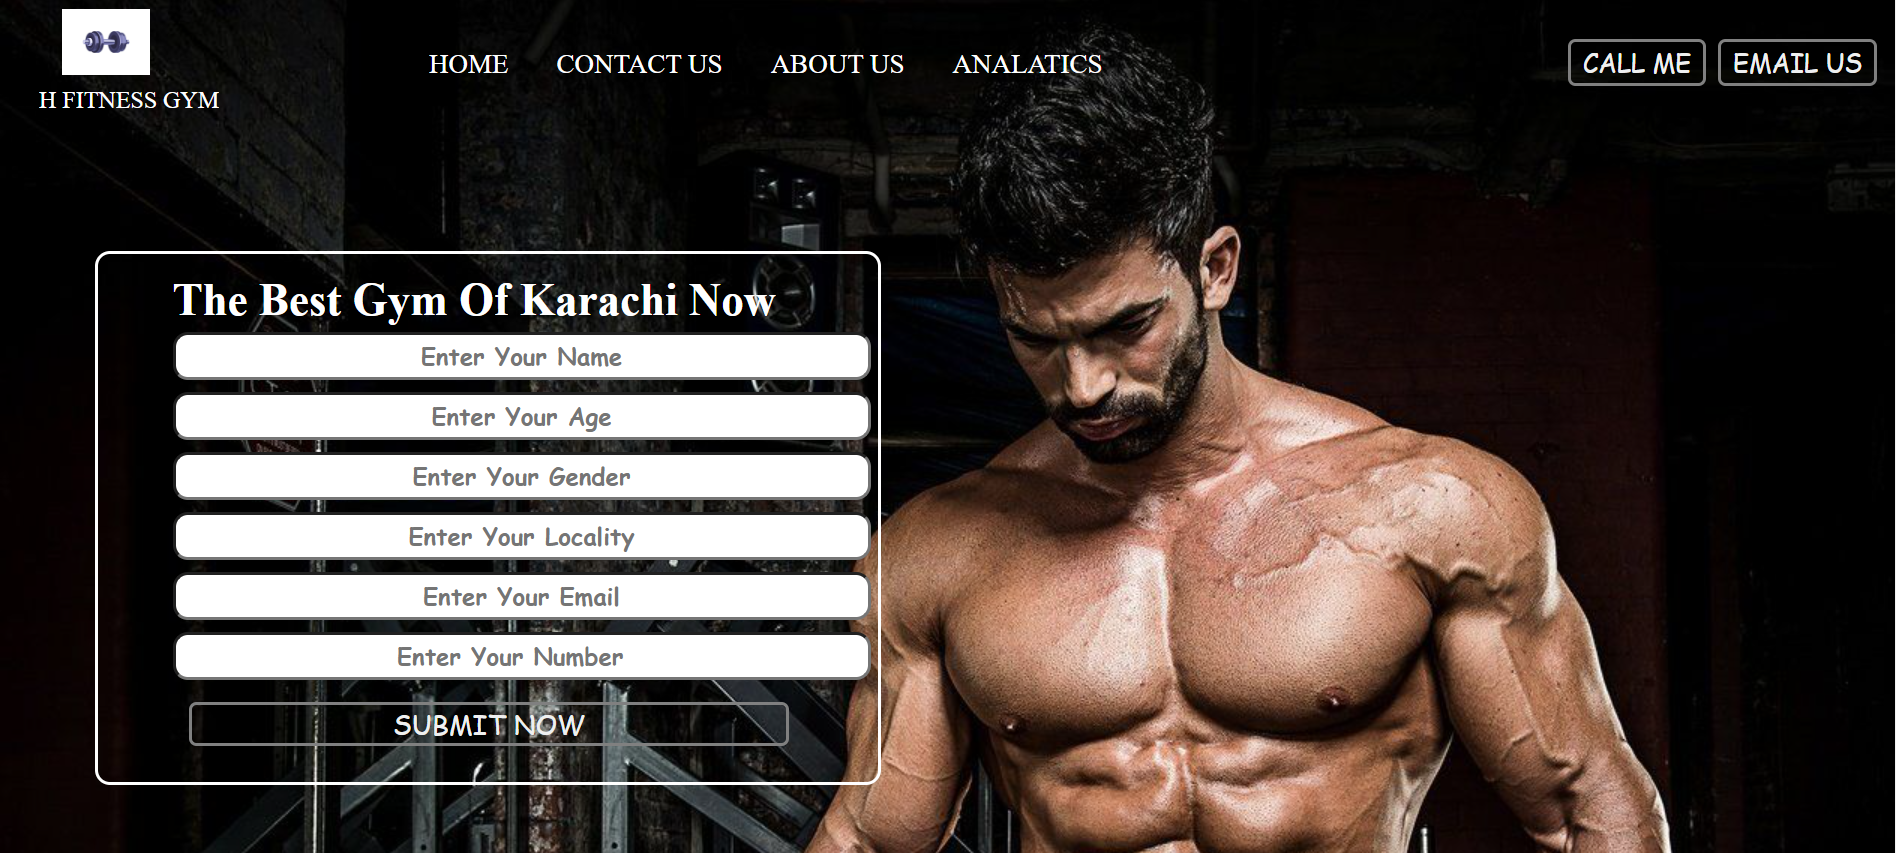 H FITNESS GYM
HOME CONTACT US ABOUT US ANALATICS
CALL ME EMAIL US
The Best Gym Of Karachi Now
Enter Your Name
Enter Your Age
Enter Your Gender
Enter Your Locality
Enter Your Email
Enter Your Number
SUBMIT NOW